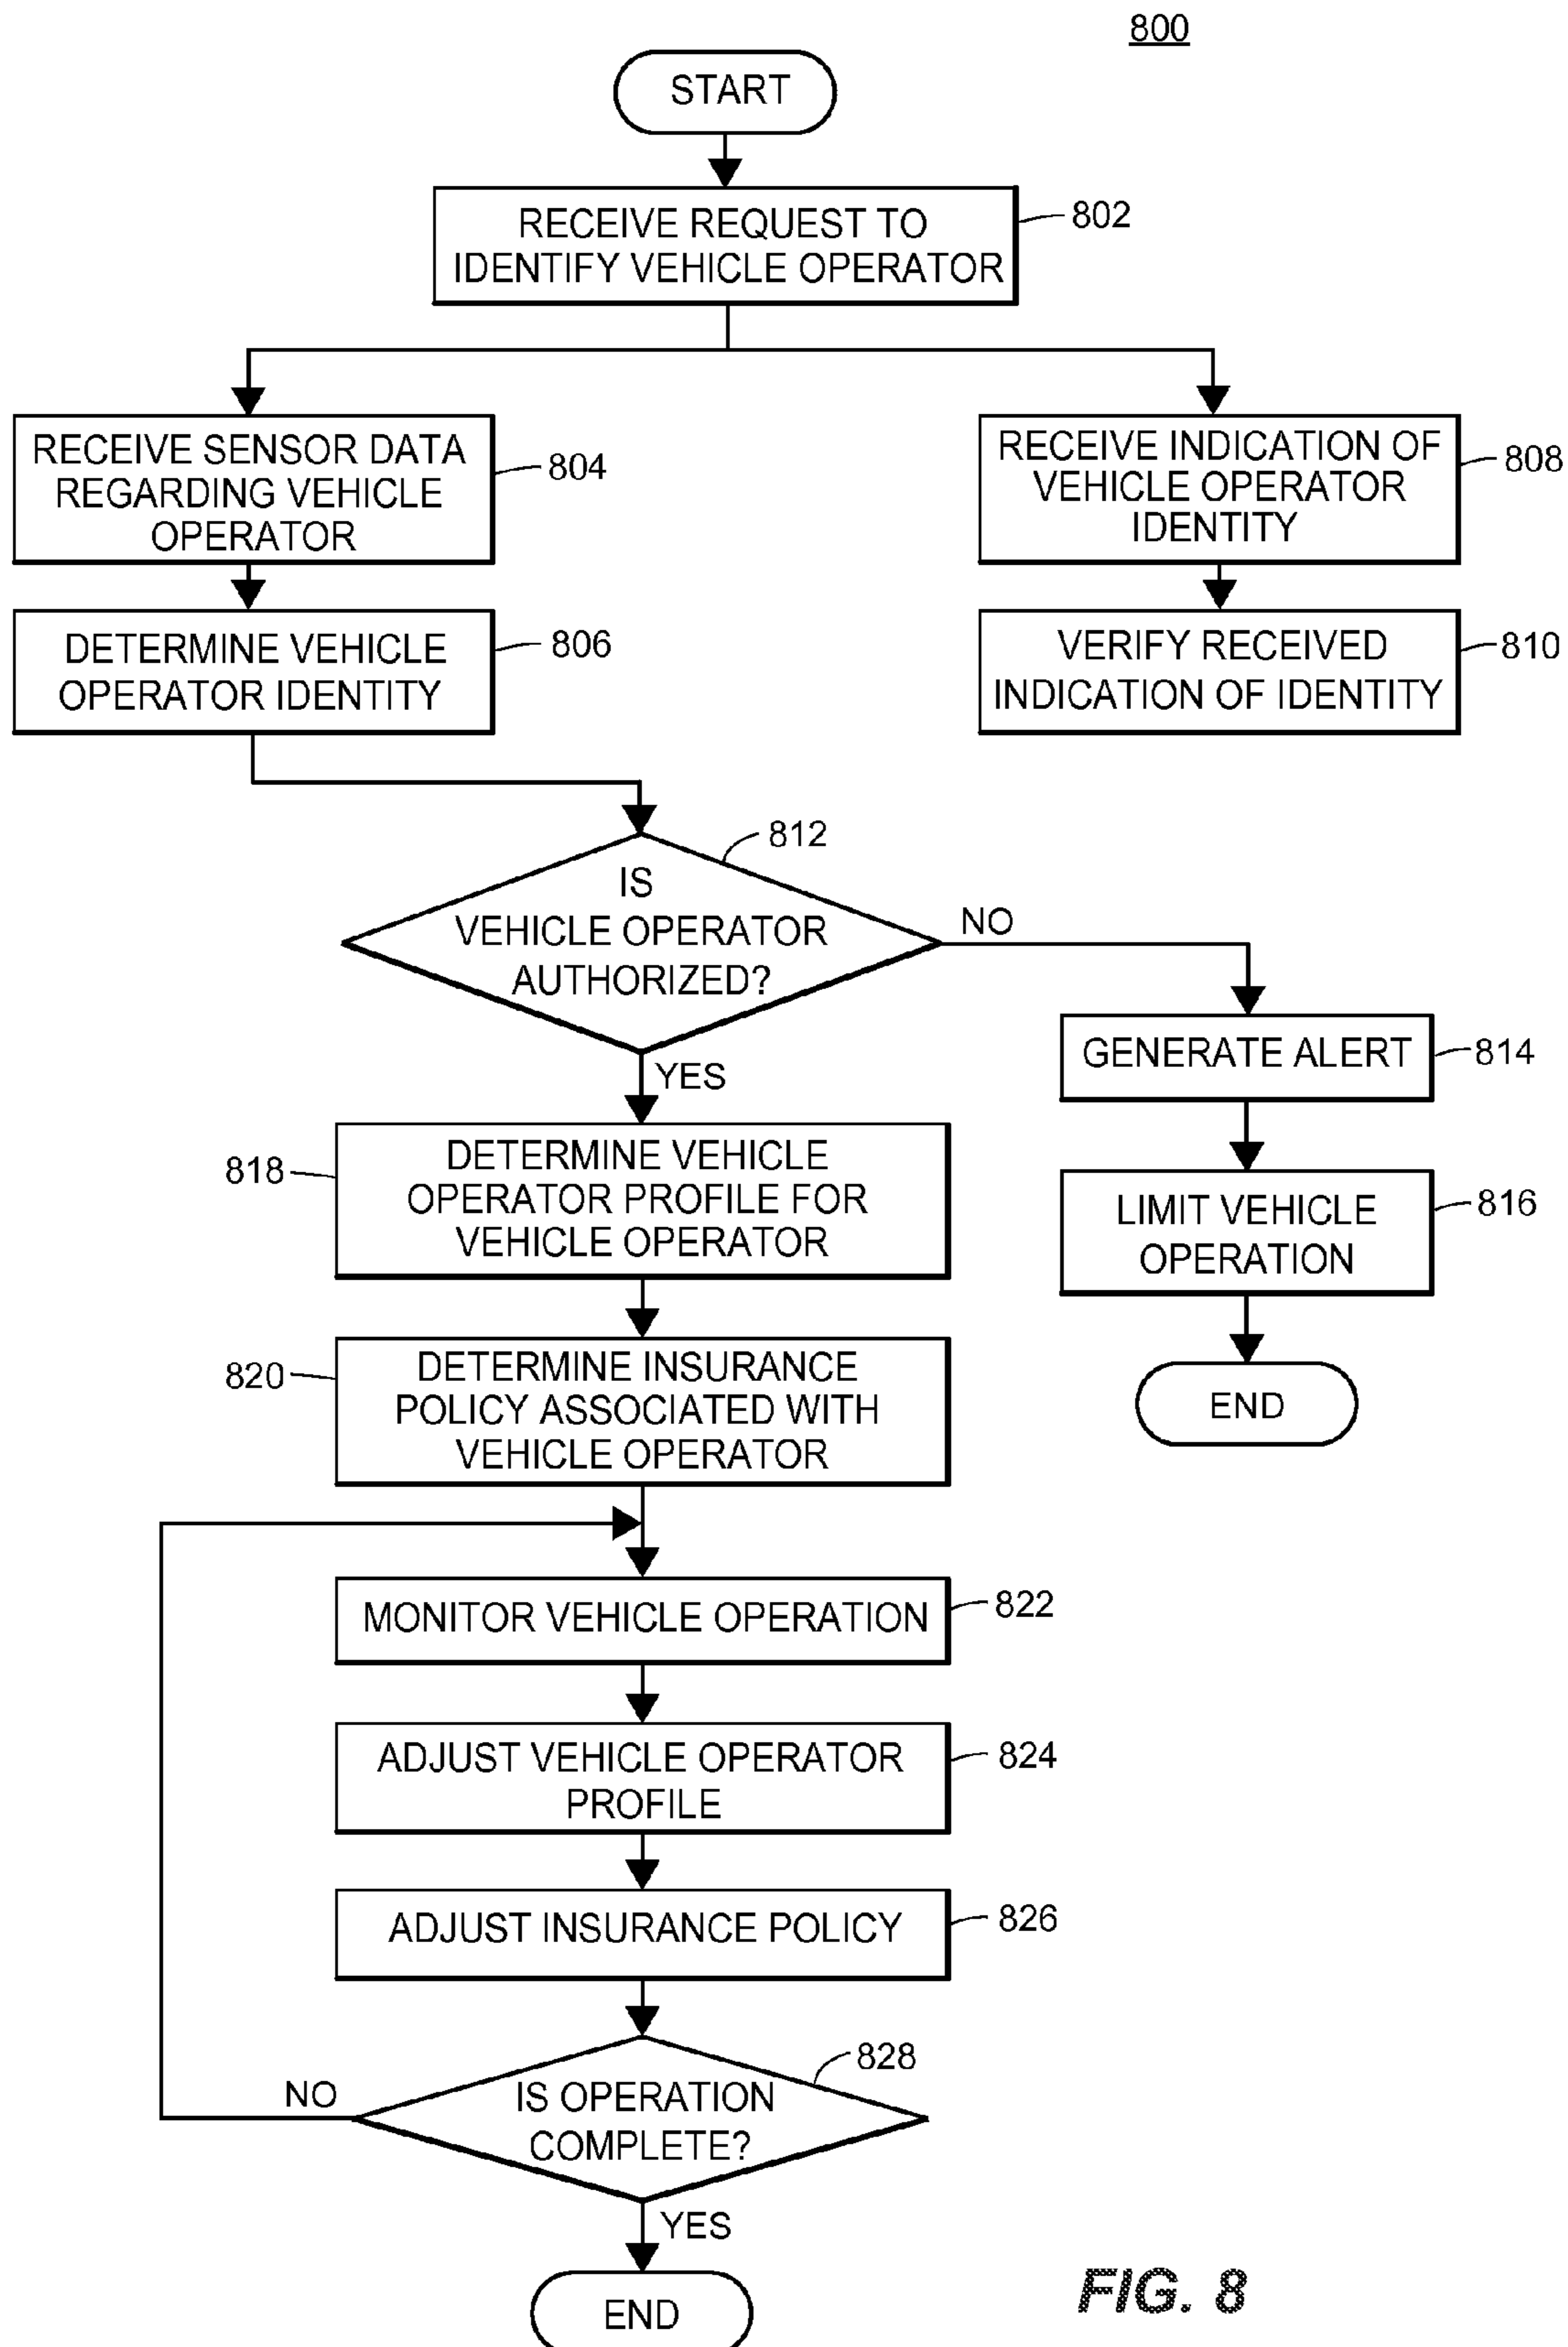 800
START
RECEIVE REQUEST TO
IDENTIFY VEHICLE OPERATOR
802
RECEIVE SENSOR DATA
REGARDING VEHICLE
OPERATOR
804
RECEIVE INDICATION OF
VEHICLE OPERATOR
IDENTITY
808
DETERMINE VEHICLE
OPERATOR IDENTITY
806
VERIFY RECEIVED
INDICATION OF IDENTITY
810
812
IS
VEHICLE OPERATOR
AUTHORIZED?
NO
YES
GENERATE ALERT
814
818
DETERMINE VEHICLE
OPERATOR PROFILE FOR
VEHICLE OPERATOR
LIMIT VEHICLE
OPERATION
816
820
DETERMINE INSURANCE
POLICY ASSOCIATED WITH
VEHICLE OPERATOR
END
MONITOR VEHICLE OPERATION
822
ADJUST VEHICLE OPERATOR
PROFILE
824
ADJUST INSURANCE POLICY
826
828
NO
IS OPERATION
COMPLETE?
YES
END
FIG. 8